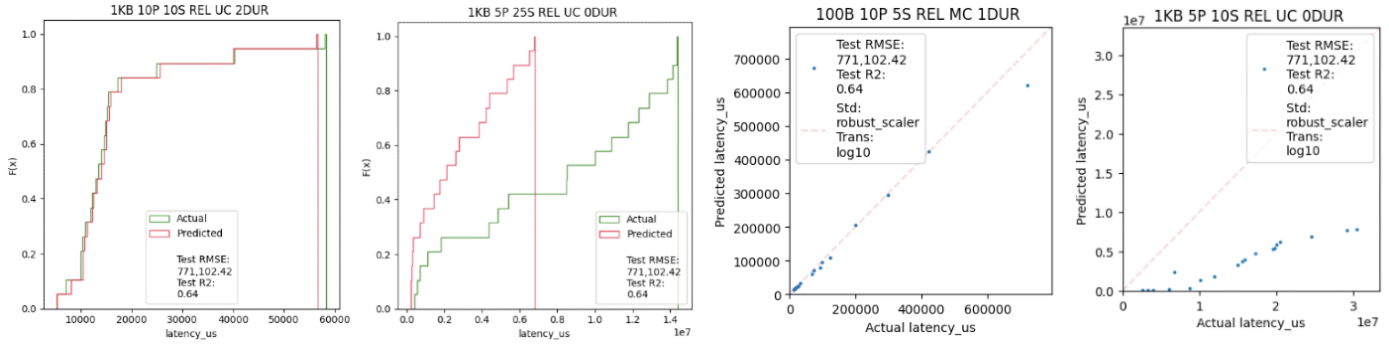 1KB 10P 10S REL UC 2DUR
F(x)
1.0
0.8
0.6
0.4
0.2
0.0
Actual
Predicted
Test RMSE:
771,102.42
Test R2:
0.64
10000 20000 30000 40000 50000 60000
latency_us
1KB 5P 25S REL UC 0DUR
F(x)
1.0
0.8
0.6
0.4
0.2
0.0
Actual
Predicted
Test RMSE:
771,102.42
Test R2:
0.64
0.0 0.2 0.4 0.6 0.8 1.0 1.2 1.4
1e7
latency_us
100B 10P 5S REL MC 1DUR
Predicted latency_us
700000
600000
500000
400000
300000
200000
100000
0
Test RMSE:
771,102.42
Test R2:
0.64
Std:
robust_scaler
Trans:
log10
0 200000 400000 600000
Actual latency_us
1e7
1KB 5P 10S REL UC 0DUR
Predicted latency_us
3.0
2.5
2.0
1.5
1.0
0.5
0.0
Test RMSE:
771,102.42
Test R2:
0.64
Std:
robust_scaler
Trans:
log10
0 1 2 3
1e7
Actual latency_us